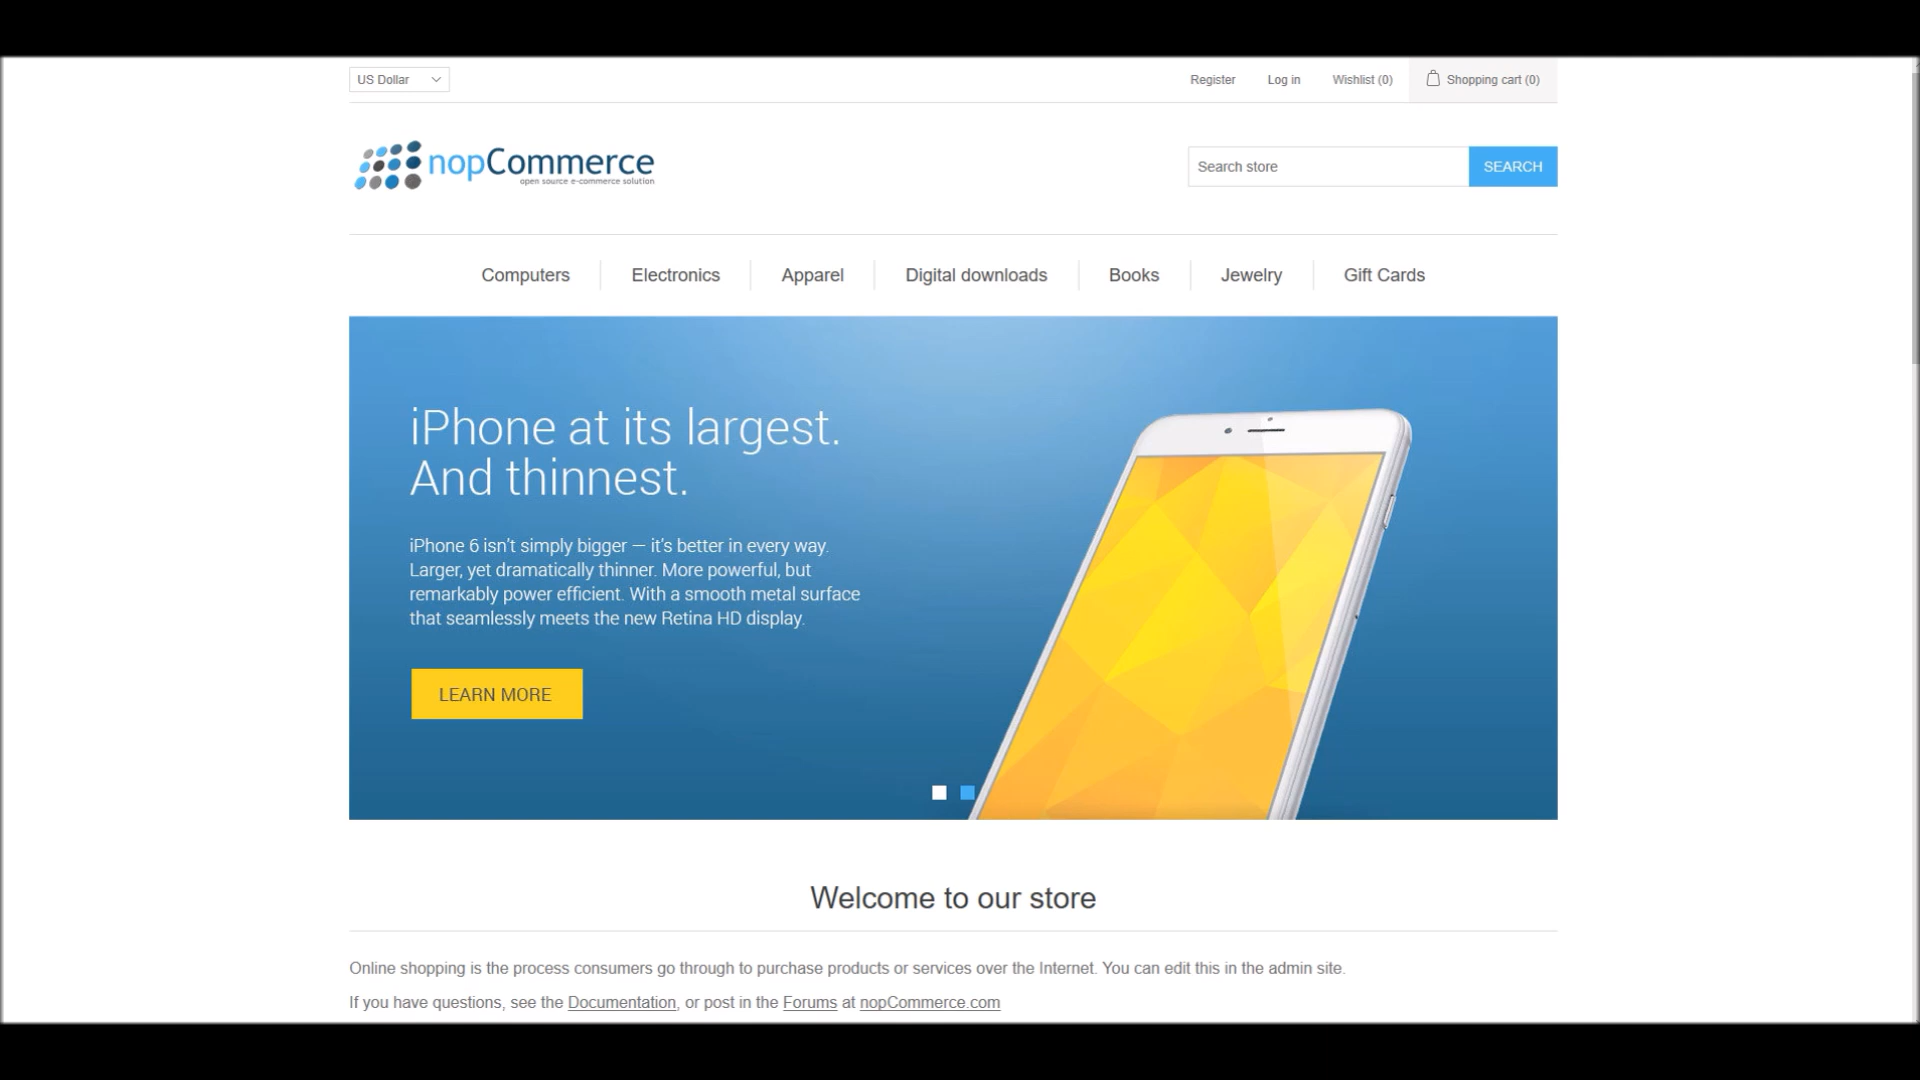 US Dollar
Register
Log in
Wishlist (0)
Shopping cart (0)
nopCommerce
open source e-commerce solution
Search store
SEARCH
Computers
Electronics
Apparel
Digital downloads
Books
Jewelry
Gift Cards
iPhone at its largest.
And thinnest.
iPhone 6 isn’t simply bigger — it’s better in every way.
Larger, yet dramatically thinner. More powerful, but
remarkably power efficient. With a smooth metal surface
that seamlessly meets the new Retina HD display.
LEARN MORE
Welcome to our store
Online shopping is the process consumers go through to purchase products or services over the Internet. You can edit this in the admin site.
If you have questions, see the Documentation, or post in the Forums at nopCommerce.com